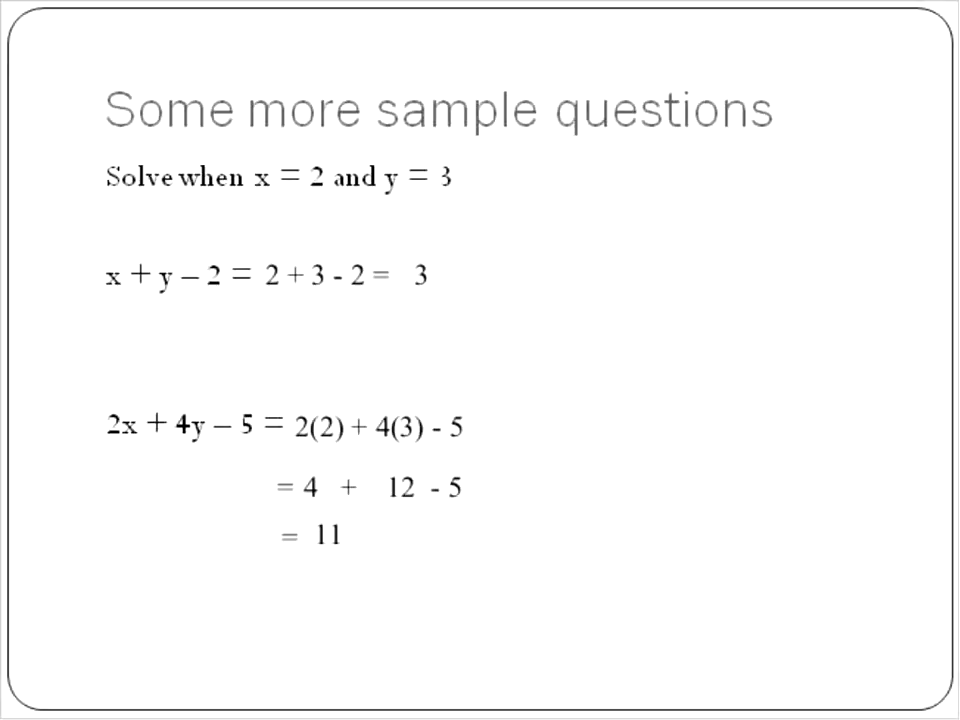 Some more sample questions
Solve when x = 2 and y = 3
x + y – 2 = 2 + 3 - 2 = 3
2x + 4y – 5 = 2(2) + 4(3) - 5
= 4 + 12 - 5
= 11